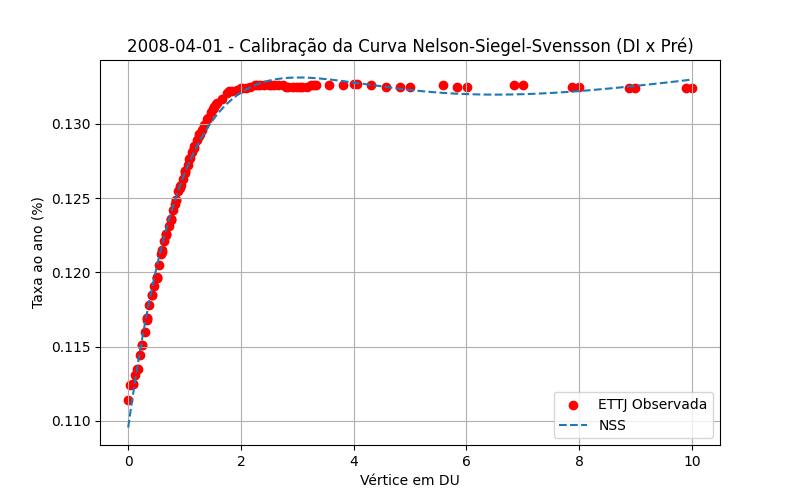 2008-04-01 - Calibração da Curva Nelson-Siegel-Svensson (DI x Pré)
Taxa ao ano (%)
0.130
0.125
0.120
0.115
0.110
ETTJ Observada
NSS
0 2 4 6 8 10
Vértice em DU